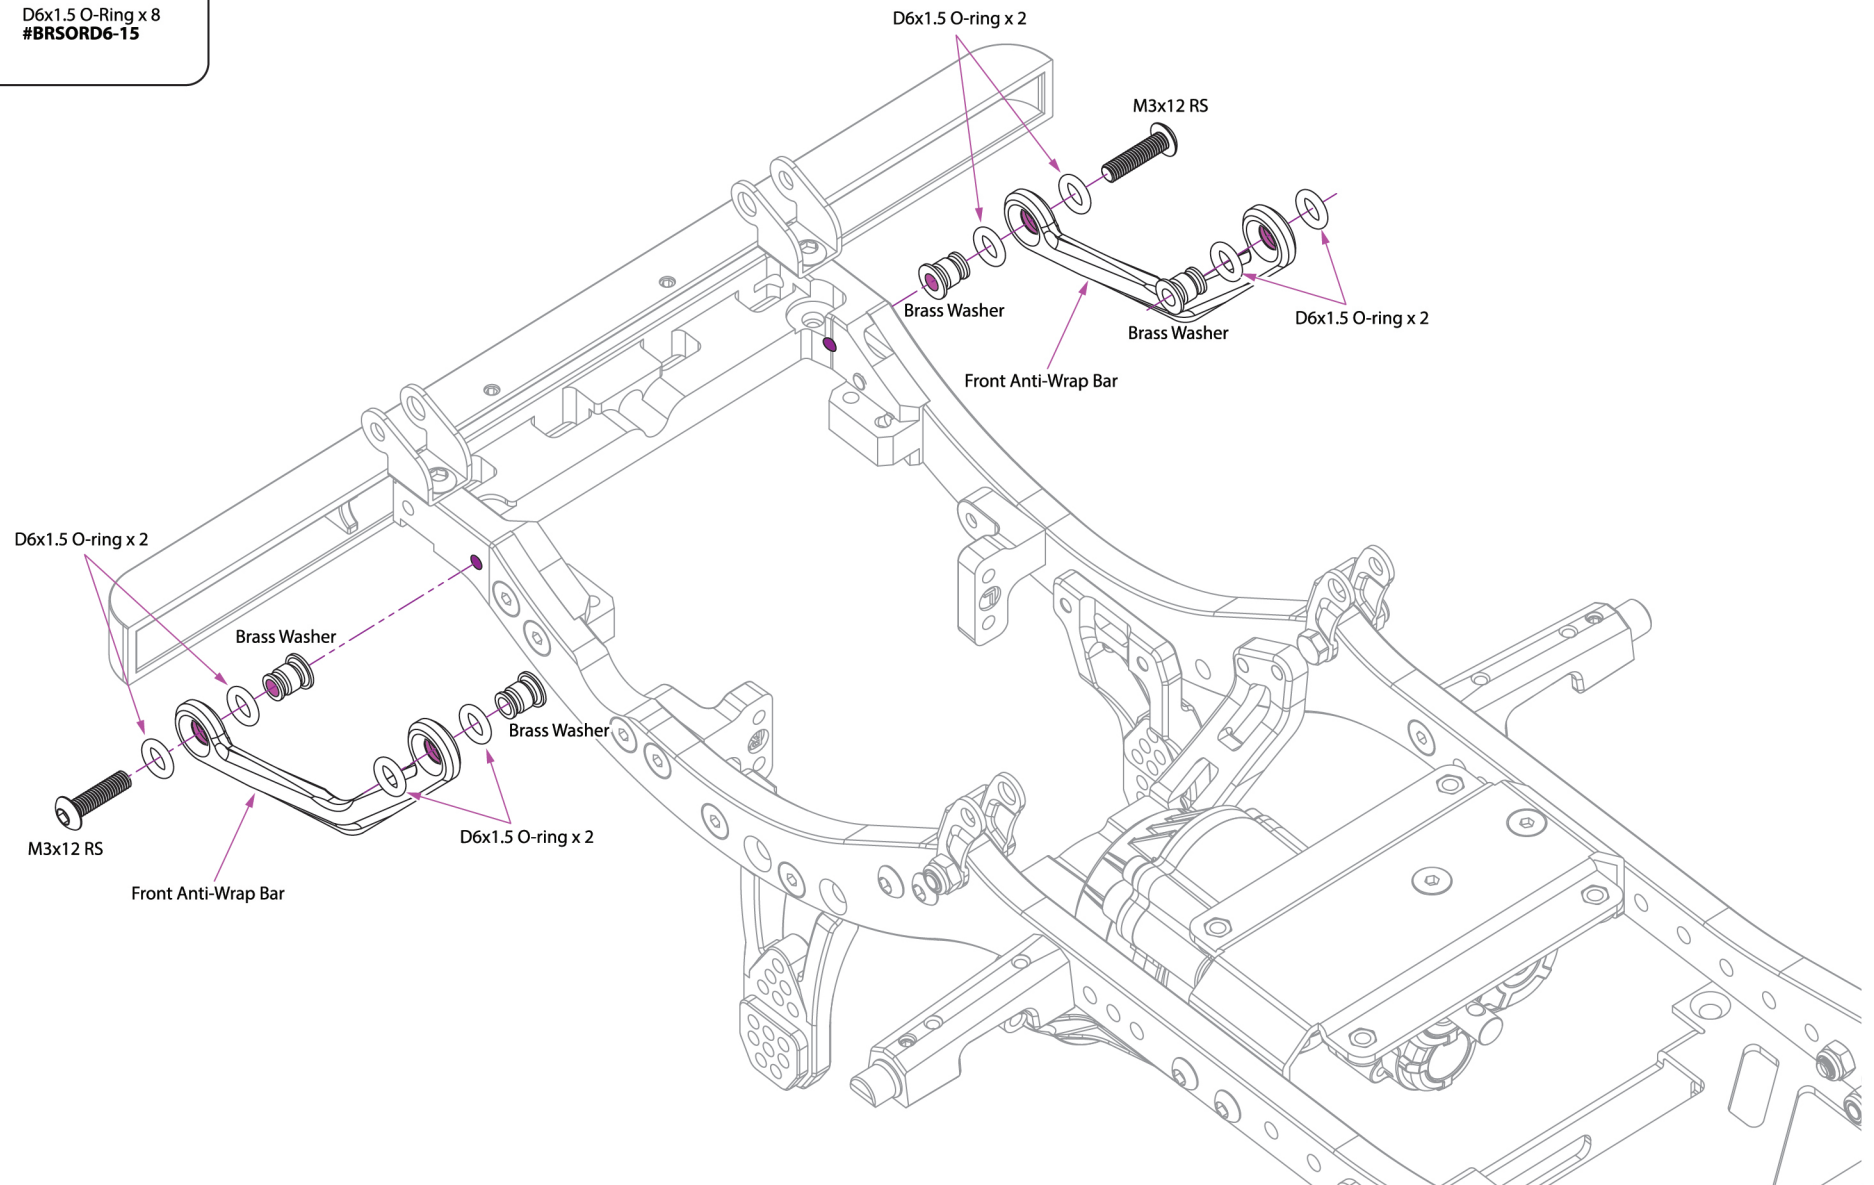 D6x1.5 O-Ring x 8
#BRSORD6-15
D6x1.5 O-ring x 2
M3x12 RS
Brass Washer
D6x1.5 O-ring x 2
Brass Washer
Front Anti-Wrap Bar
D6x1.5 O-ring x 2
Brass Washer
Brass Washer
D6x1.5 O-ring x 2
M3x12 RS
Front Anti-Wrap Bar